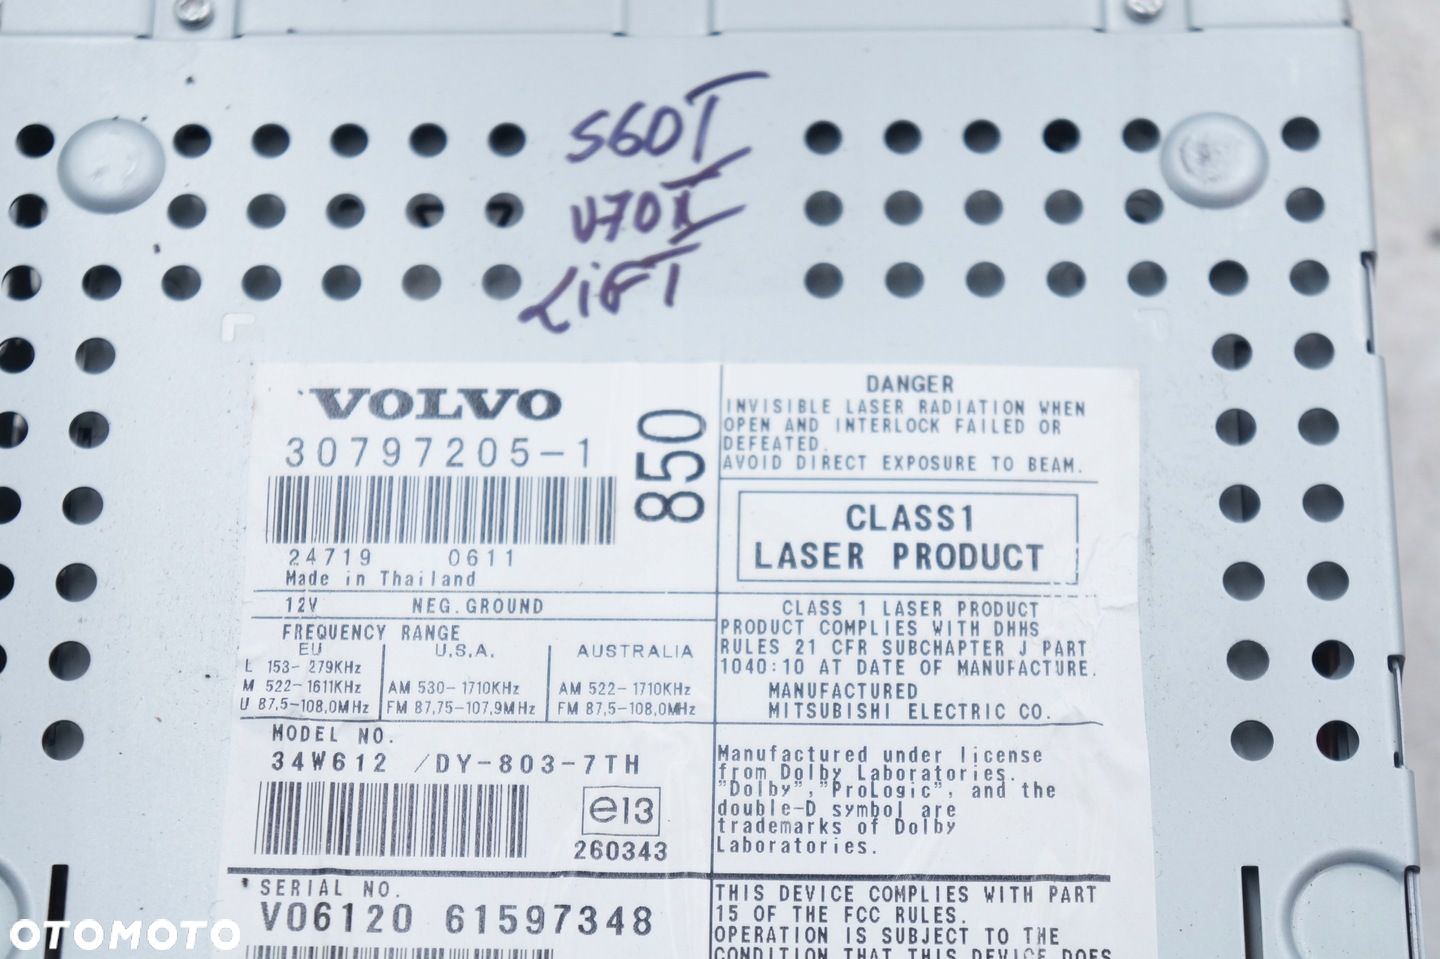 S60I
V70II
LiFT
VOLVO
30797205-1
850
24719 0611
Made in Thailand
12V NEG.GROUND
FREQUENCY RANGE
EU U.S.A. AUSTRALIA
L 153-279KHz
M 522-1611KHz AM 530-1710KHz AM 522-1710KHz
U 87,5-108,0MHz FM 87,75-107,9MHz FM 87,5-108,0MHz
MODEL NO.
34W612 /DY-803-7TH
e13
260343
SERIAL NO.
V06120 61597348
DANGER
INVISIBLE LASER RADIATION WHEN
OPEN AND INTERLOCK FAILED OR
DEFEATED.
AVOID DIRECT EXPOSURE TO BEAM.
CLASS1
LASER PRODUCT
CLASS 1 LASER PRODUCT
PRODUCT COMPLIES WITH DHHS
RULES 21 CFR SUBCHAPTER J PART
1040:10 AT DATE OF MANUFACTURE.
MANUFACTURED
MITSUBISHI ELECTRIC CO.
Manufactured under license
from Dolby Laboratories.
"Dolby","ProLogic", and the
double-D symbol are
trademarks of Dolby
Laboratories.
THIS DEVICE COMPLIES WITH PART
15 OF THE FCC RULES.
OPERATION IS SUBJECT TO THE
CONDITION THAT THIS DEVICE DOES
OTOMOTO